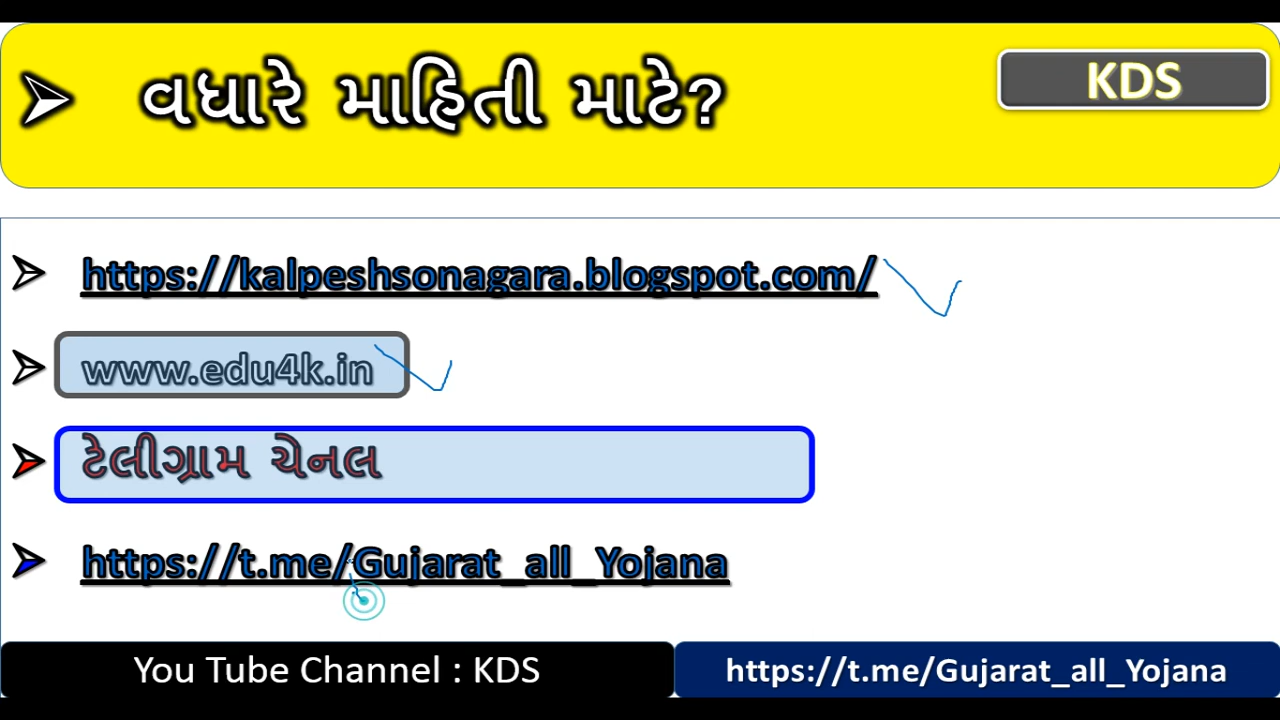 વધારે માહિતી માટે?
KDS
https://kalpeshsonagara.blogspot.com/
www.edu4k.in
ટેલીગ્રામ ચેનલ
https://t.me/Gujarat_all_Yojana
You Tube Channel : KDS
https://t.me/Gujarat_all_Yojana